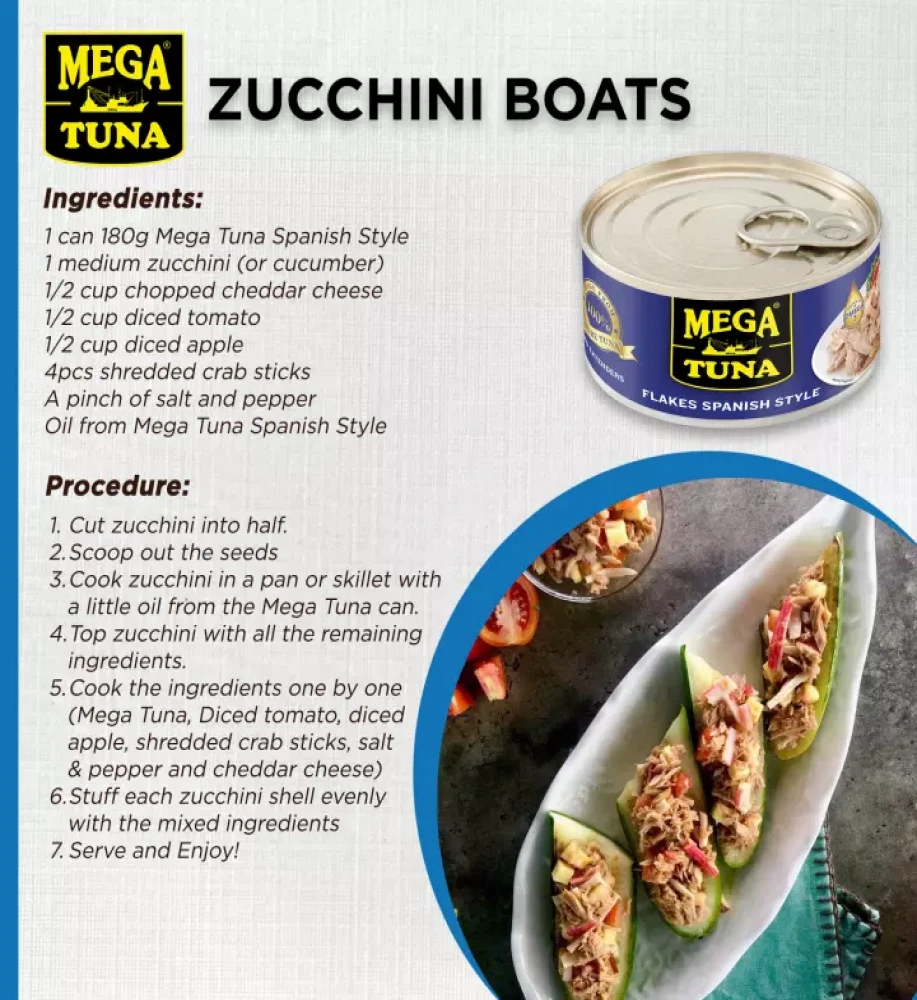 MEGA
TUNA
ZUCCHINI BOATS
Ingredients:
1 can 180g Mega Tuna Spanish Style
1 medium zucchini (or cucumber)
1/2 cup chopped cheddar cheese
1/2 cup diced tomato
1/2 cup diced apple
4pcs shredded crab sticks
A pinch of salt and pepper
Oil from Mega Tuna Spanish Style
MEGA
TUNA
FLAKES SPANISH STYLE
100%
Procedure:
1. Cut zucchini into half.
2. Scoop out the seeds
3. Cook zucchini in a pan or skillet with
a little oil from the Mega Tuna can.
4. Top zucchini with all the remaining
ingredients.
5. Cook the ingredients one by one
(Mega Tuna, Diced tomato, diced
apple, shredded crab sticks, salt
& pepper and cheddar cheese)
6. Stuff each zucchini shell evenly
with the mixed ingredients
7. Serve and Enjoy!